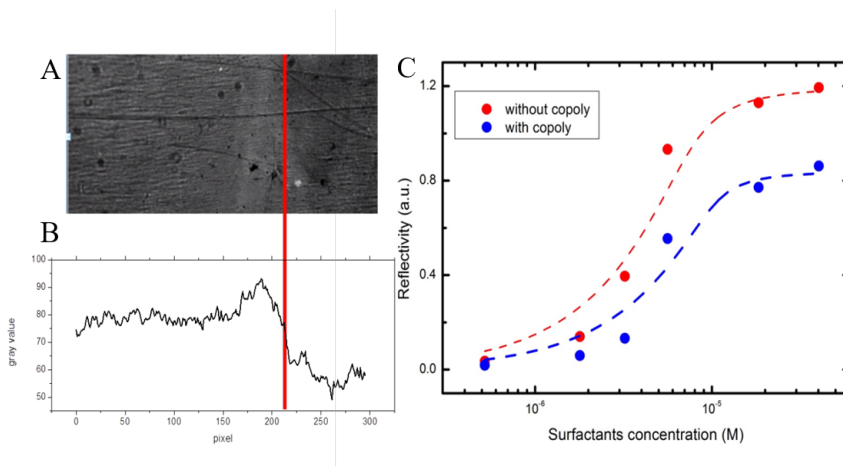 A
B
100
90
80
70
60
50
gray value
0
50
100
150
200
250
300
pixel
C
1.2
0.8
0.4
0.0
Reflectivity (a.u.)
without copoly
with copoly
10⁻⁶
10⁻⁵
Surfactants concentration (M)